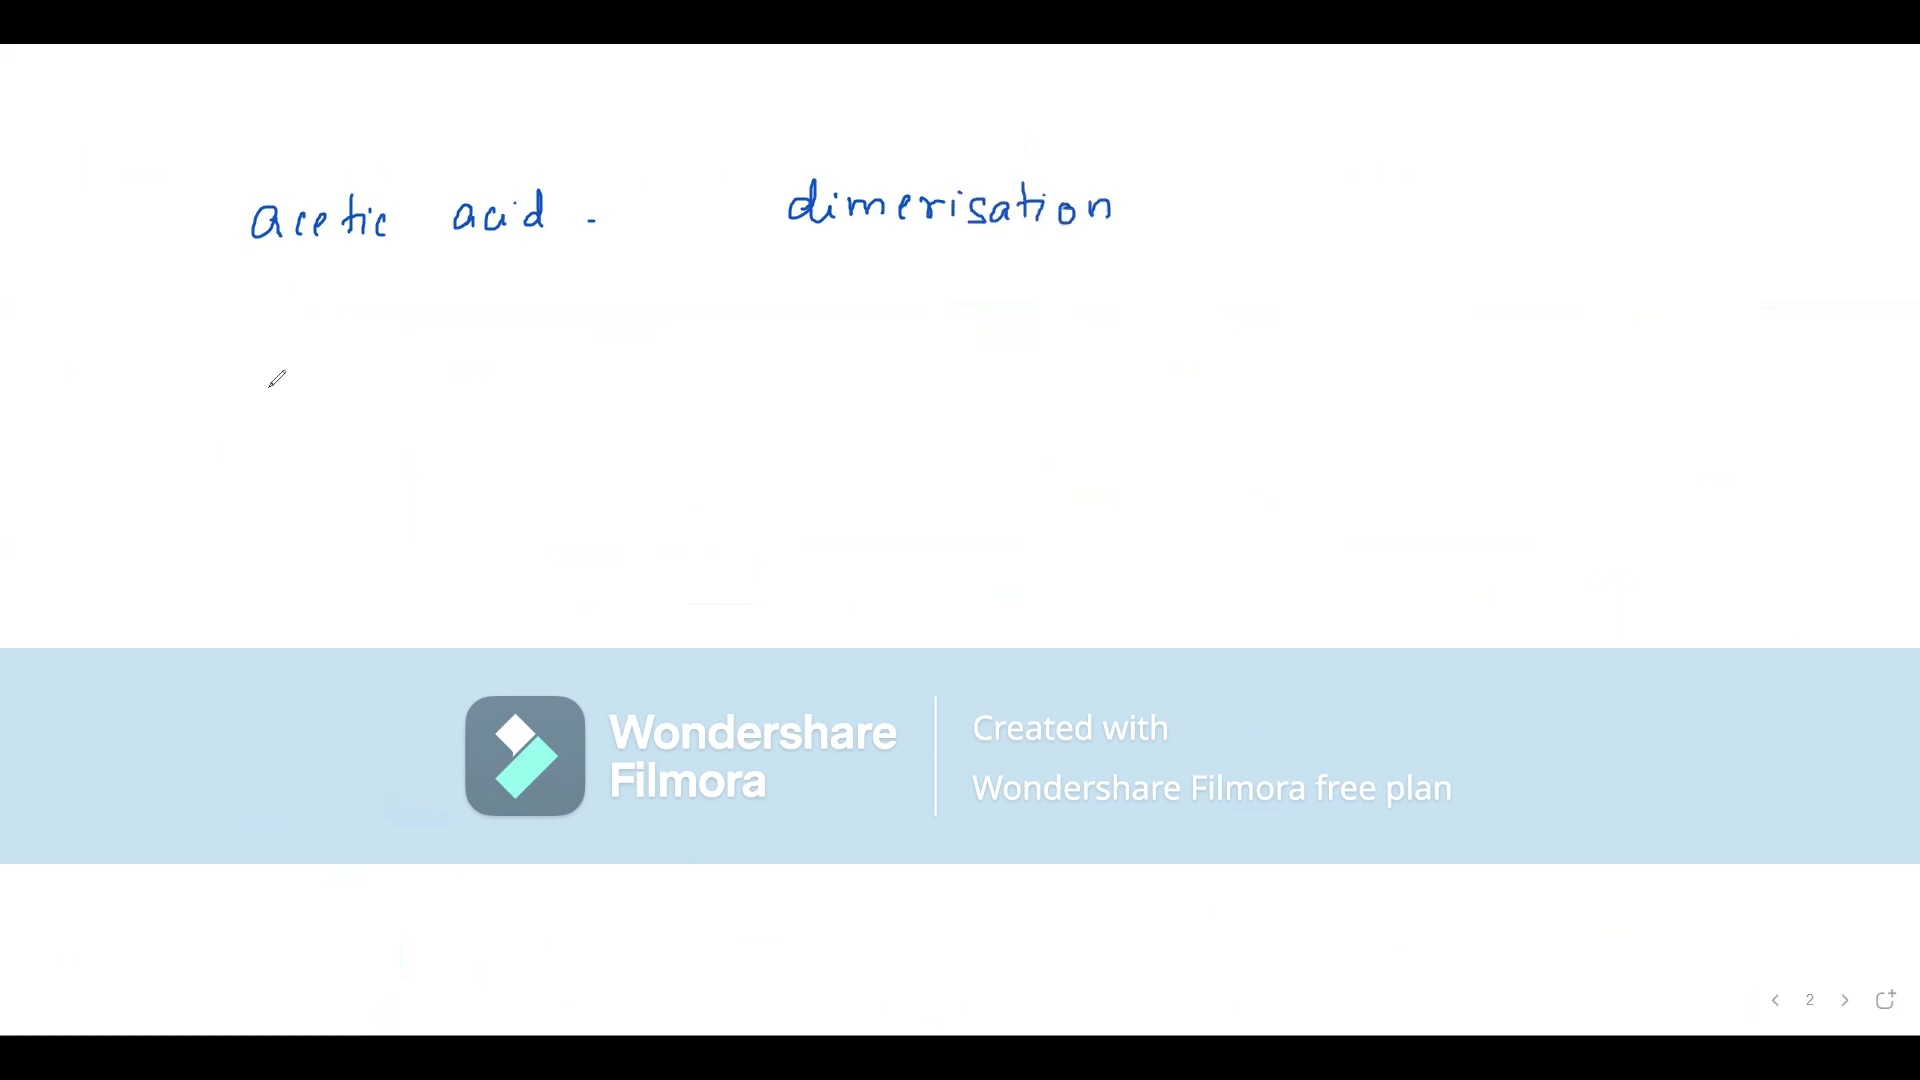 acetic acid - dimerisation
Wondershare
Filmora
Created with
Wondershare Filmora free plan
2